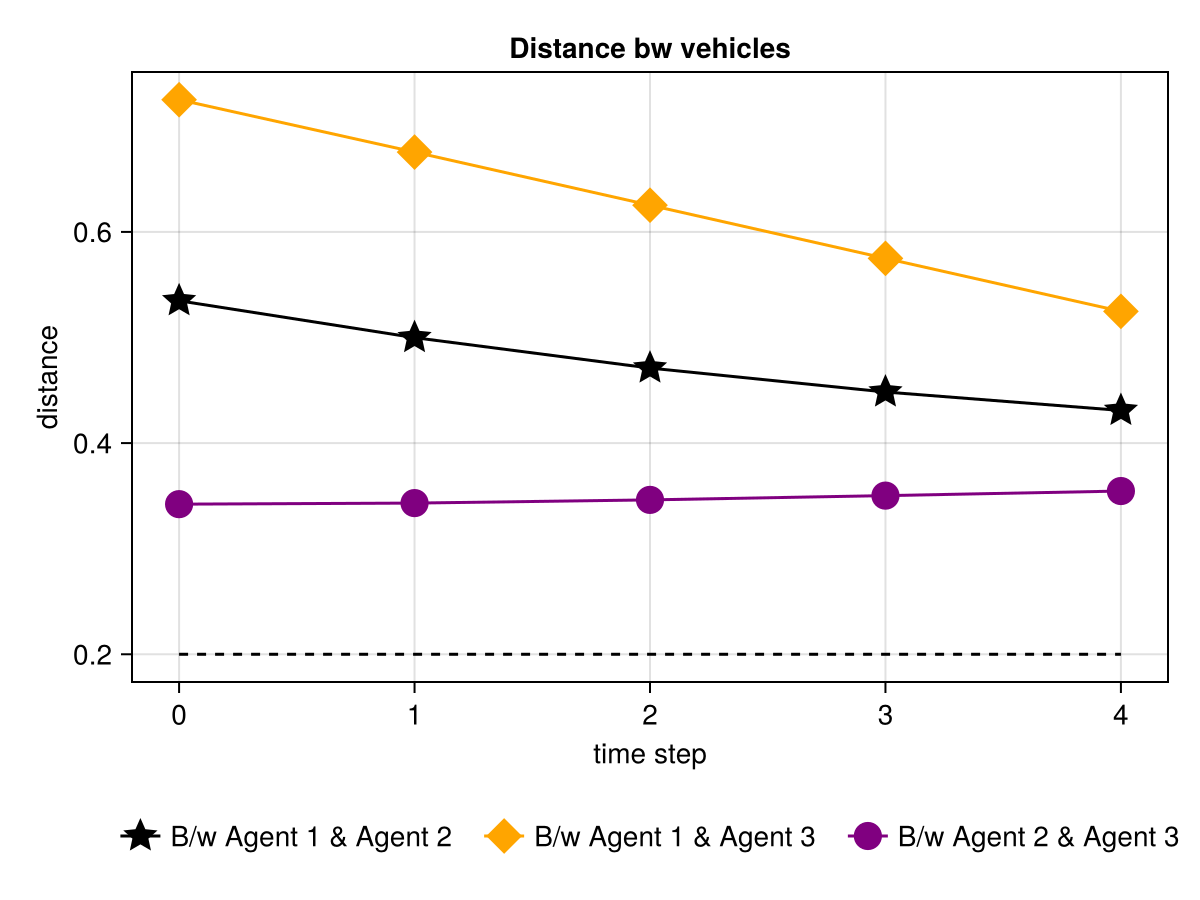 Distance bw vehicles
distance
0.6
0.4
0.2
0 1 2 3 4
time step
B/w Agent 1 & Agent 2 B/w Agent 1 & Agent 3 B/w Agent 2 & Agent 3